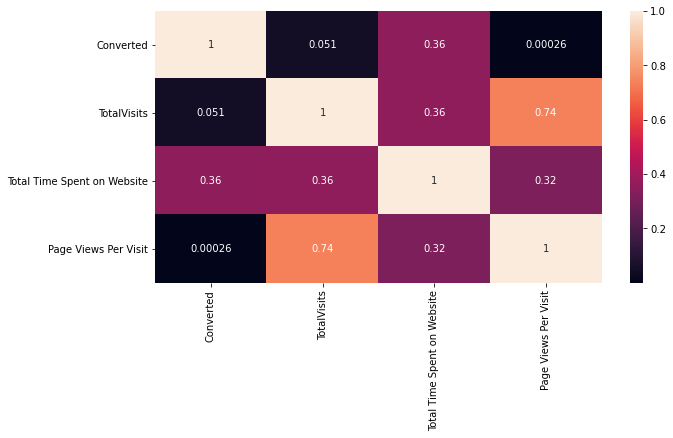 Converted 1 0.051 0.36 0.00026
TotalVisits 0.051 1 0.36 0.74
Total Time Spent on Website 0.36 0.36 1 0.32
Page Views Per Visit 0.00026 0.74 0.32 1
Converted
TotalVisits
Total Time Spent on Website
Page Views Per Visit
1.0
0.8
0.6
0.4
0.2